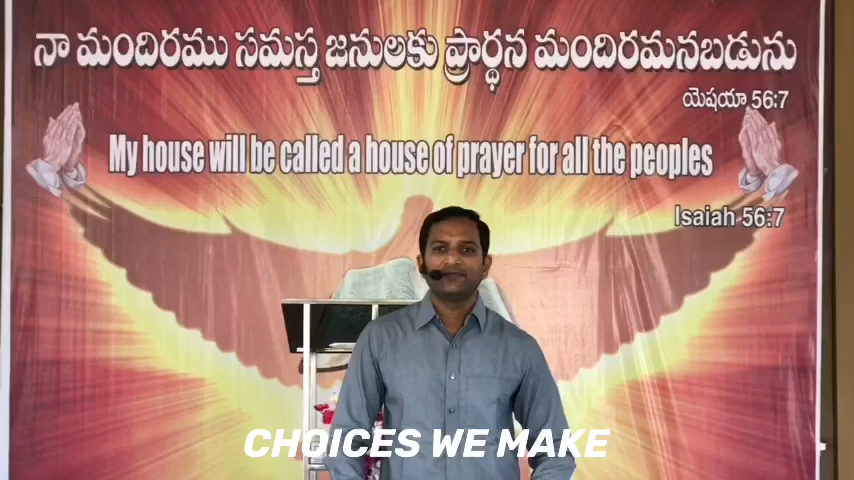 నా మందిరము సమస్త జనులకు ప్రార్థన మందిరమనబడును
యెషయా 56:7
My house will be called a house of prayer for all the peoples
Isaiah 56:7
CHOICES WE MAKE